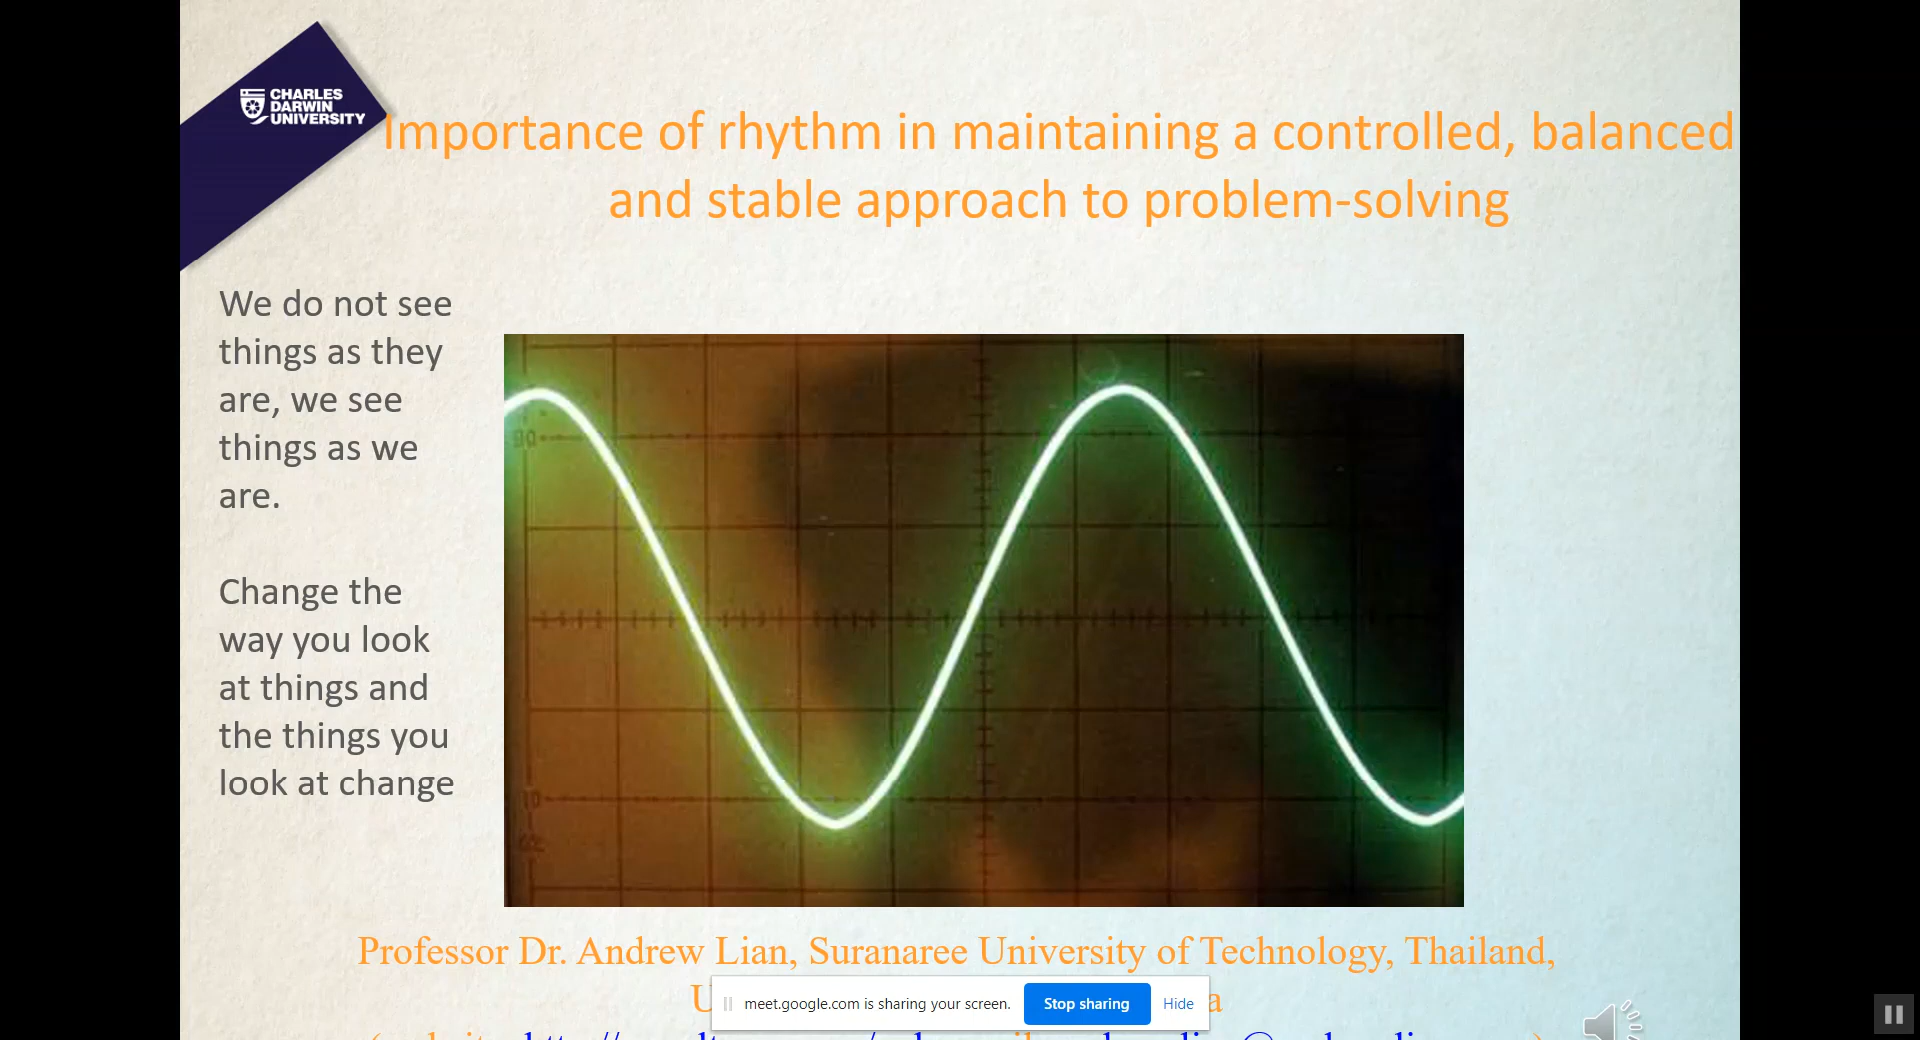 CHARLES
DARWIN
UNIVERSITY
Importance of rhythm in maintaining a controlled, balanced
and stable approach to problem-solving
We do not see
things as they
are, we see
things as we
are.
Change the
way you look
at things and
the things you
look at change
Professor Dr. Andrew Lian, Suranaree University of Technology, Thailand,
meet.google.com is sharing your screen.
Stop sharing
Hide